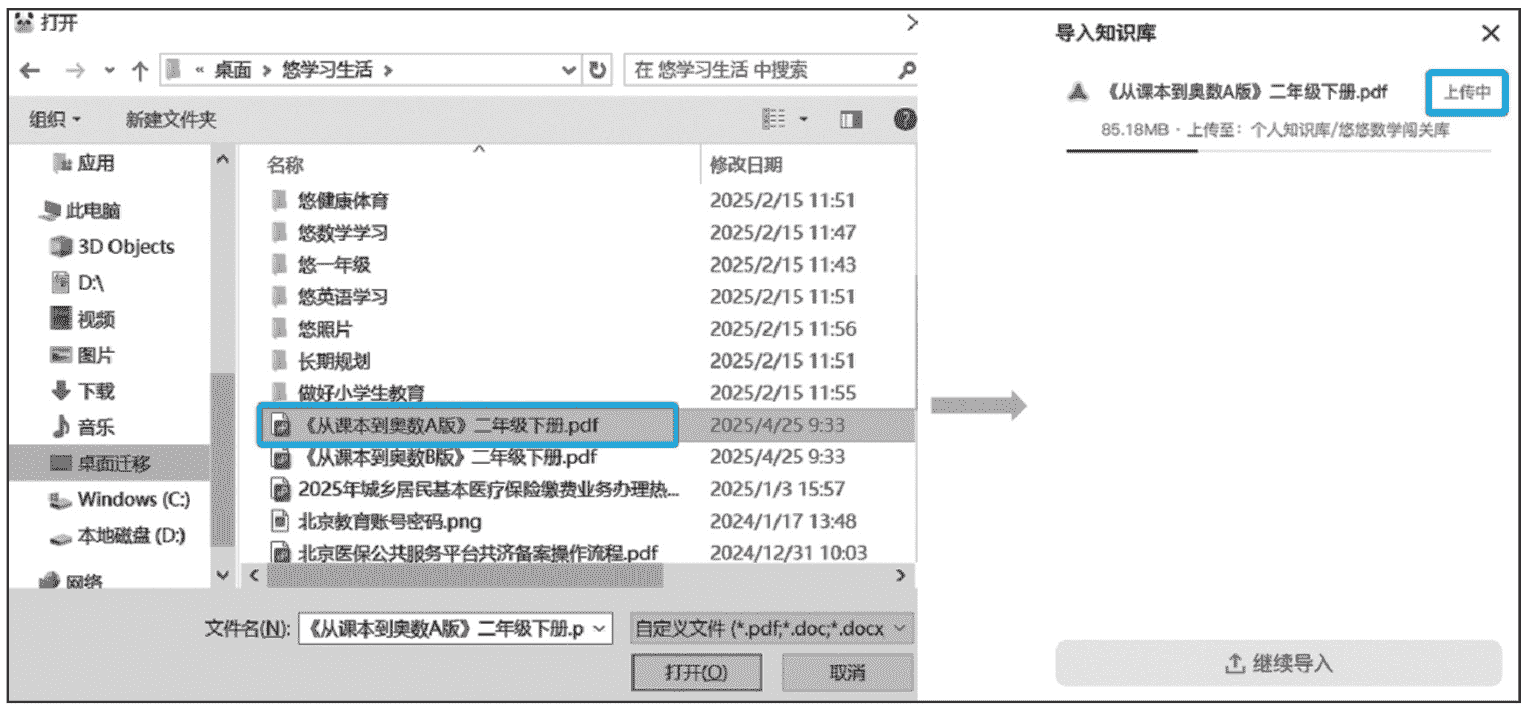 打开
« 桌面 > 悠学习生活 >
在 悠学习生活 中搜索
组织
新建文件夹
应用
此电脑
3D Objects
D:\
视频
图片
下载
音乐
桌面迁移
Windows (C:)
本地磁盘 (D:)
网络
名称 修改日期
悠健康体育 2025/2/15 11:51
悠数学学习 2025/2/15 11:47
悠一年级 2025/2/15 11:43
悠英语学习 2025/2/15 11:51
悠照片 2025/2/15 11:56
长期规划 2025/2/15 11:51
做好小学生教育 2025/2/15 11:55
《从课本到奥数A版》二年级下册.pdf 2025/4/25 9:33
《从课本到奥数B版》二年级下册.pdf 2025/4/25 9:33
2025年城乡居民基本医疗保险缴费业务办理热... 2025/1/3 15:57
北京教育账号密码.png 2024/1/17 13:48
北京医保公共服务平台共济备案操作流程.pdf 2024/12/31 10:03
文件名(N): 《从课本到奥数A版》二年级下册.p 自定义文件 (*.pdf;*.doc;*.docx
打开(O) 取消
导入知识库
《从课本到奥数A版》二年级下册.pdf 上传中
85.18MB · 上传至：个人知识库/悠悠数学闯关库
继续导入